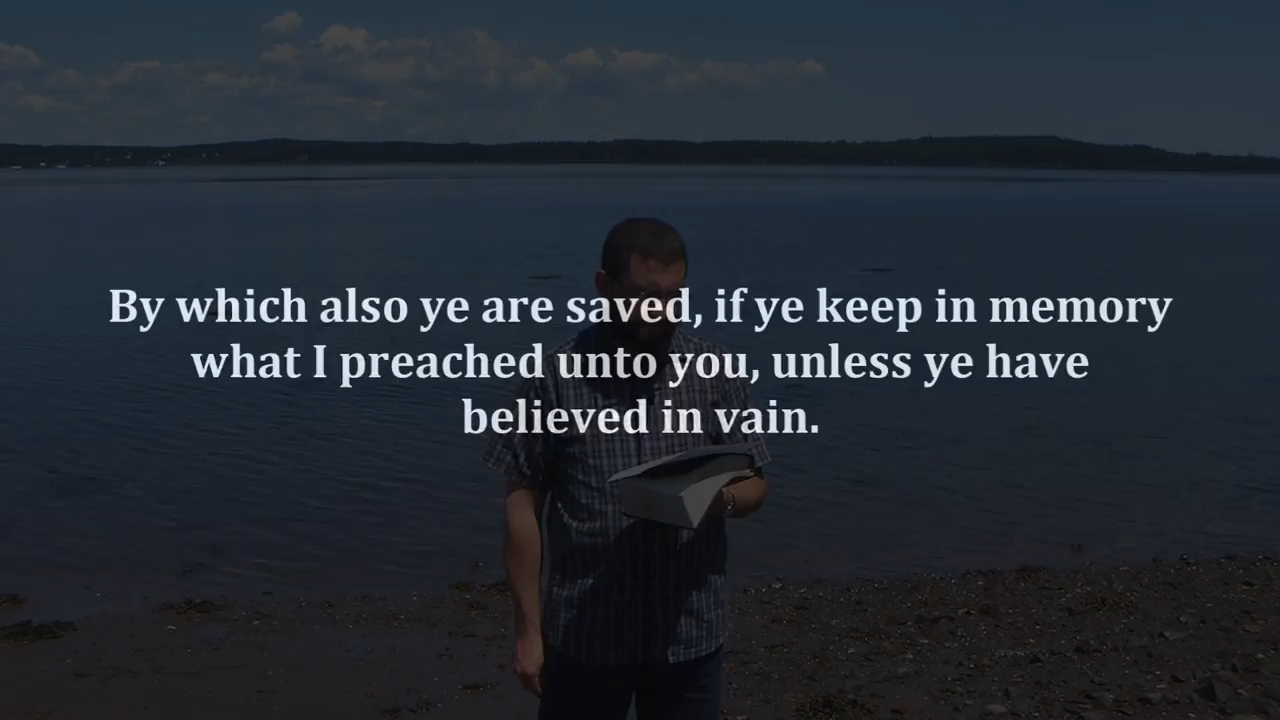 By which also ye are saved, if ye keep in memory
what I preached unto you, unless ye have
believed in vain.